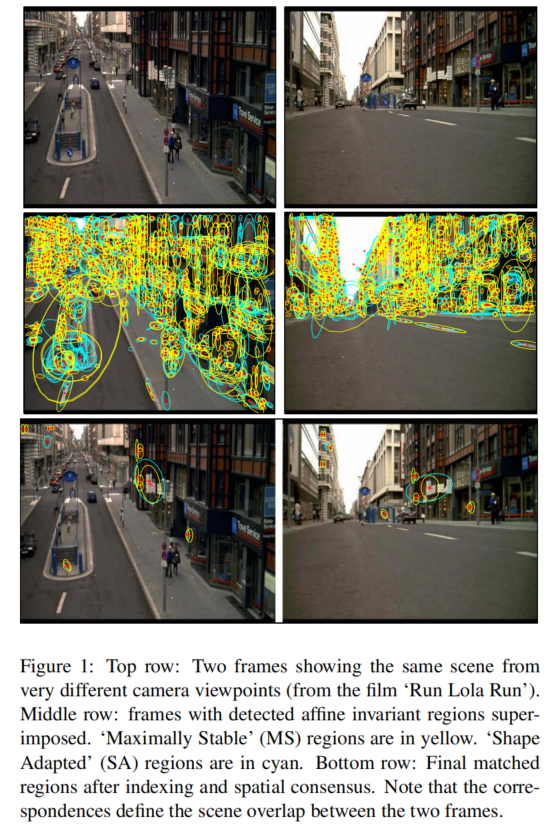 Travel Service
Figure 1: Top row: Two frames showing the same scene from
very different camera viewpoints (from the film ‘Run Lola Run’).
Middle row: frames with detected affine invariant regions super-
imposed. ‘Maximally Stable’ (MS) regions are in yellow. ‘Shape
Adapted’ (SA) regions are in cyan. Bottom row: Final matched
regions after indexing and spatial consensus. Note that the corre-
spondences define the scene overlap between the two frames.